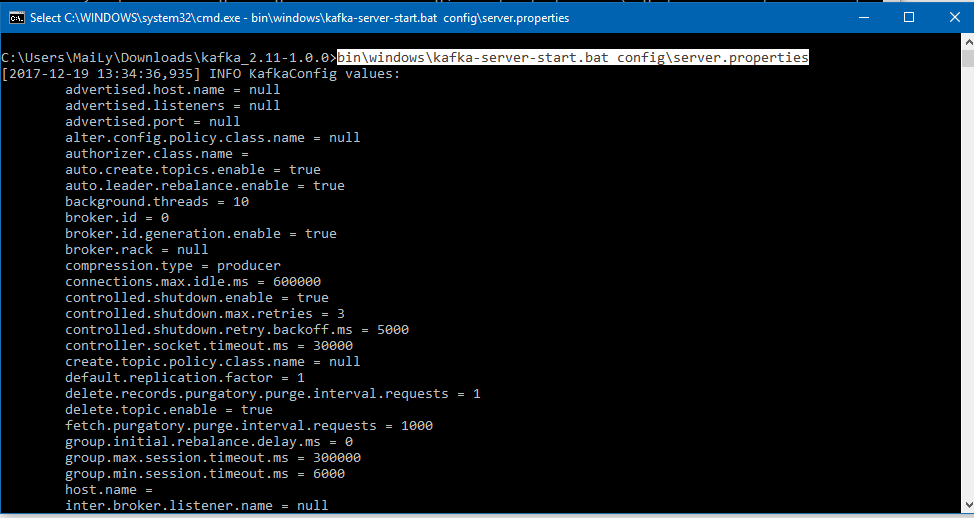 Select C:\WINDOWS\system32\cmd.exe - bin\windows\kafka-server-start.bat  config\server.properties
C:\Users\MaiLy\Downloads\kafka_2.11-1.0.0>bin\windows\kafka-server-start.bat config\server.properties
[2017-12-19 13:34:36,935] INFO KafkaConfig values:
        advertised.host.name = null
        advertised.listeners = null
        advertised.port = null
        alter.config.policy.class.name = null
        authorizer.class.name =
        auto.create.topics.enable = true
        auto.leader.rebalance.enable = true
        background.threads = 10
        broker.id = 0
        broker.id.generation.enable = true
        broker.rack = null
        compression.type = producer
        connections.max.idle.ms = 600000
        controlled.shutdown.enable = true
        controlled.shutdown.max.retries = 3
        controlled.shutdown.retry.backoff.ms = 5000
        controller.socket.timeout.ms = 30000
        create.topic.policy.class.name = null
        default.replication.factor = 1
        delete.records.purgatory.purge.interval.requests = 1
        delete.topic.enable = true
        fetch.purgatory.purge.interval.requests = 1000
        group.initial.rebalance.delay.ms = 0
        group.max.session.timeout.ms = 300000
        group.min.session.timeout.ms = 6000
        host.name =
        inter.broker.listener.name = null